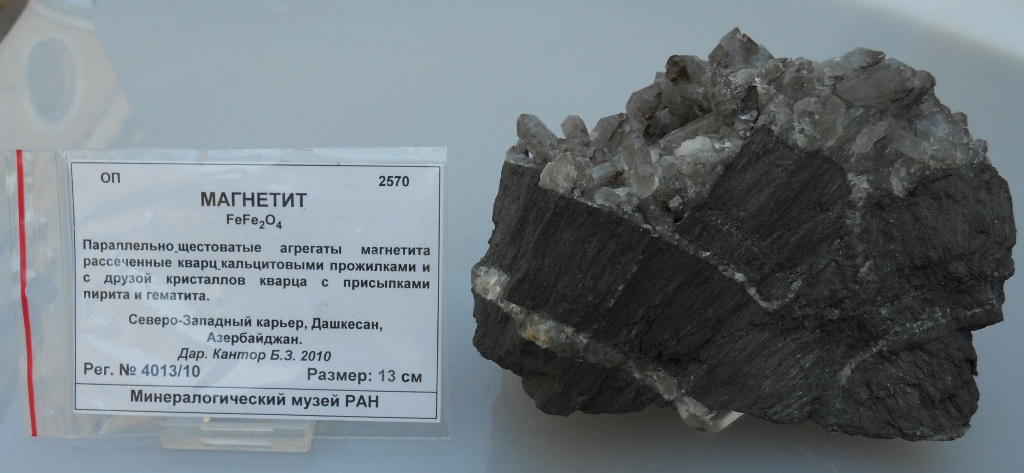 ОП 2570
МАГНЕТИТ
FeFe2O4
Параллельно щестоватые агрегаты магнетита
рассеченные кварц кальцитовыми прожилками и
с друзой кристаллов кварца с присыпками
пирита и гематита.
Северо-Западный карьер, Дашкесан,
Азербайджан.
Дар. Кантор Б.З. 2010
Рег. № 4013/10 Размер: 13 см
Минералогический музей РАН